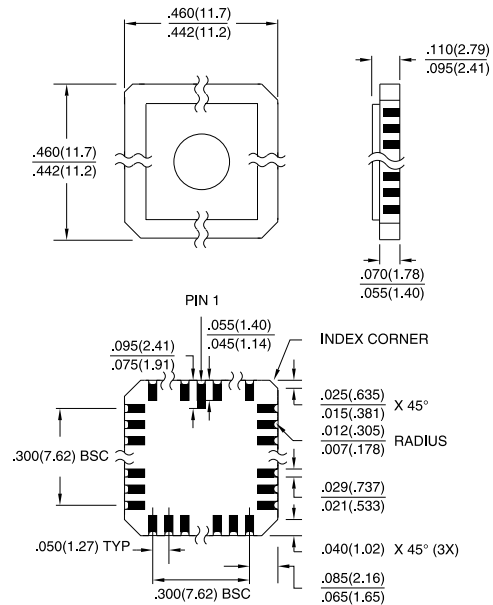 .460(11.7)
.442(11.2)
.110(2.79)
.095(2.41)
.460(11.7)
.442(11.2)
.070(1.78)
.055(1.40)
PIN 1
.055(1.40)
.045(1.14)
INDEX CORNER
.095(2.41)
.075(1.91)
.025(.635)
.015(.381)
X 45°
.012(.305)
.007(.178)
RADIUS
.300(7.62) BSC
.029(.737)
.021(.533)
.050(1.27) TYP
.040(1.02) X 45° (3X)
.085(2.16)
.065(1.65)
.300(7.62) BSC